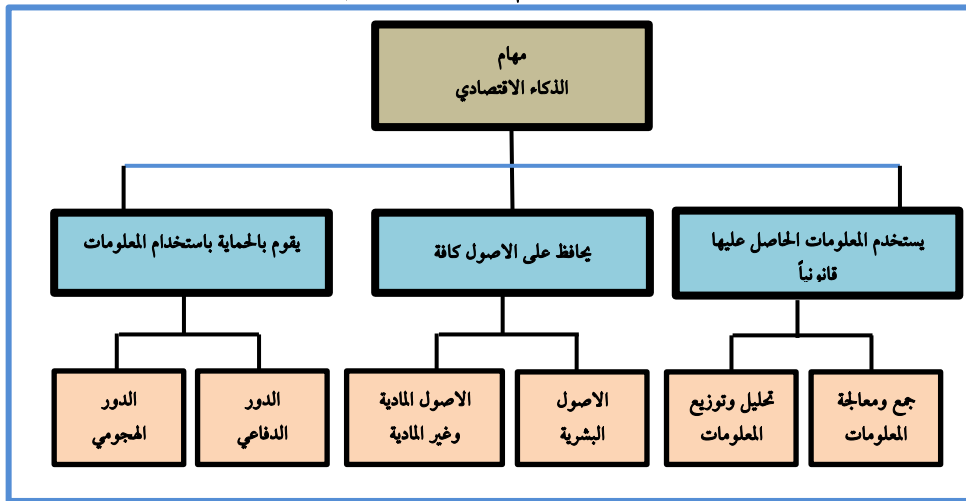 مهام
الذكاء الاقتصادي
يستخدم المعلومات الحاصل عليها
قانونياً
يحافظ على الاصول كافة
يقوم بالحماية باستخدام المعلومات
جمع ومعالجة
المعلومات
تحليل وتوزيع
المعلومات
الاصول
البشرية
الاصول المادية
وغير المادية
الدور
الدفاعي
الدور
الهجومي